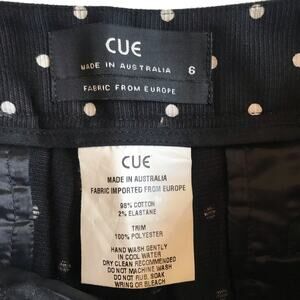 CUE
MADE IN AUSTRALIA 6
FABRIC FROM EUROPE
CUE
MADE IN AUSTRALIA
FABRIC IMPORTED FROM EUROPE
98% COTTON
2% ELASTANE
TRIM
100% POLYESTER
HAND WASH GENTLY
IN COOL WATER
DRY CLEAN RECOMMENDED
DO NOT MACHINE WASH
DO NOT RUB, SOAK
WRING OR BLEACH